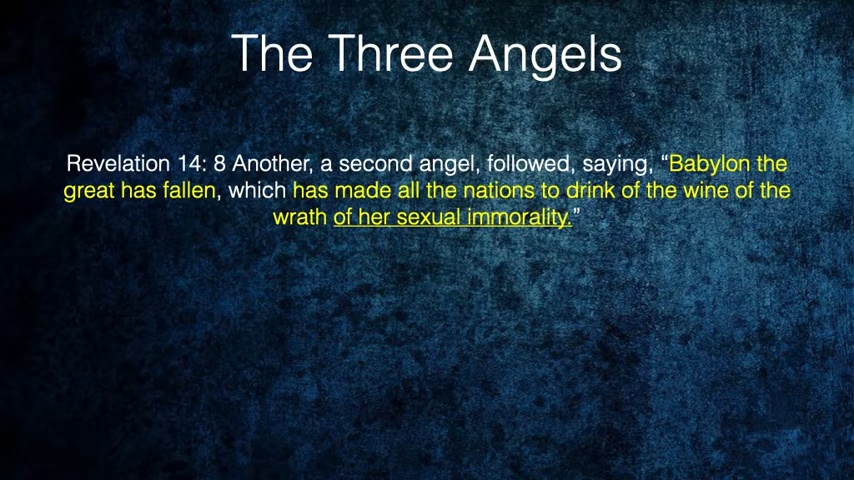 The Three Angels
Revelation 14: 8 Another, a second angel, followed, saying, “Babylon the
great has fallen, which has made all the nations to drink of the wine of the
wrath of her sexual immorality.”